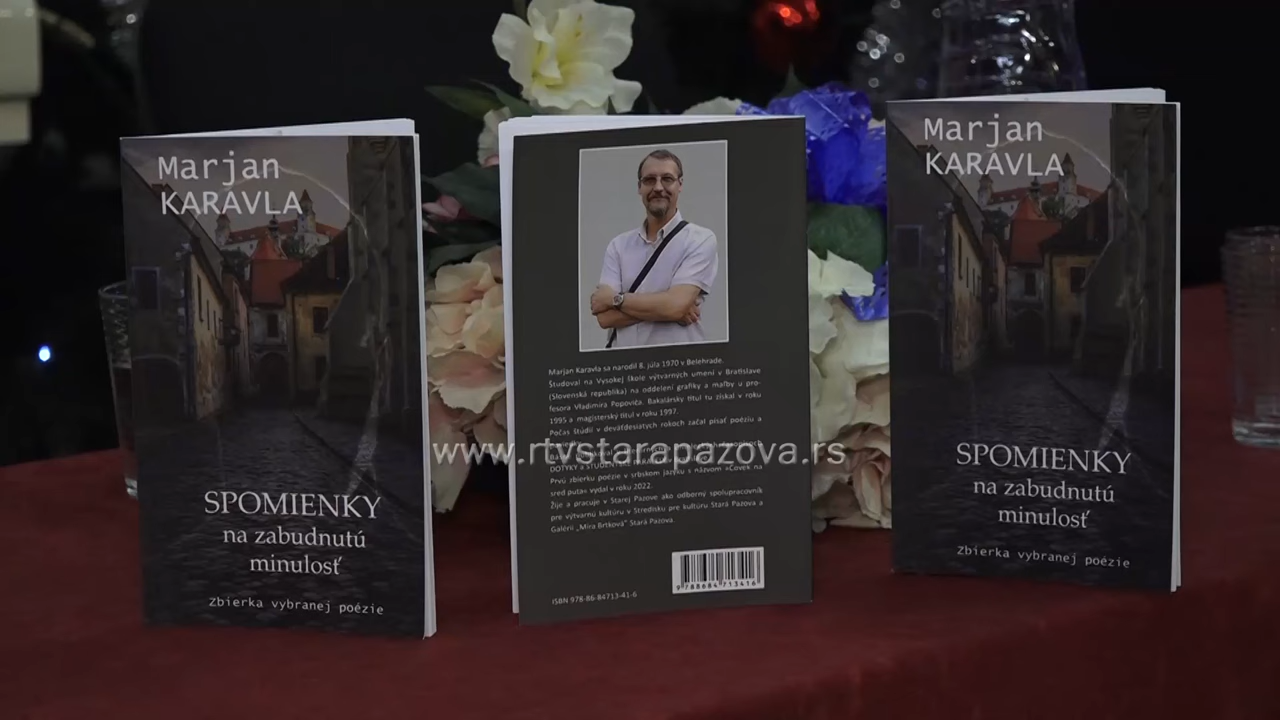 Marjan
KARAVLA
SPOMIENKY
na zabudnutú
minulosť
Zbierka vybranej poézie
Marjan Karavla sa narodil 8. júla 1970 v Belehrade.
Študoval na Vysokej škole výtvarných umení v Bratislave
(Slovenská republika) na oddelení grafiky a maľby u pro-
fesora Vladimíra Popoviča. Bakalársky titul tu získal v roku
1995 a magisterský titul v roku 1997.
Počas štúdií v deväťdesiatych rokoch začal písať poéziu a
DOTYKY a
Prvú zbierku poézie v srbskom jazyku s názvom »Čovek na
sred puta« vydal v roku 2022.
Žije a pracuje v Starej Pazove ako odborný spolupracovník
pre výtvarnú kultúru v Stredisku pre kultúru Stará Pazova a
Galérii „Mira Brtková" Stará Pazova.
9 788684 713416
ISBN 978-86-84713-41-6
Marjan
KARAVLA
SPOMIENKY
na zabudnutú
minulosť
Zbierka vybranej poézie
www.rtvstarapazova.rs